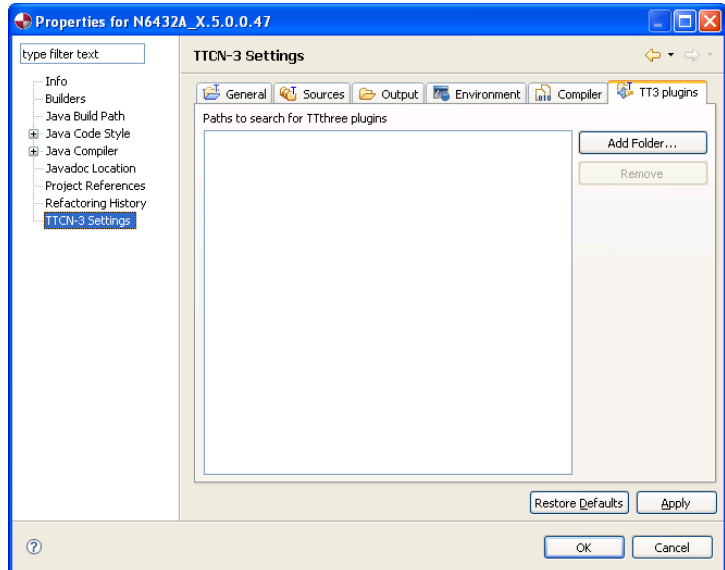 Properties for N6432A_X.5.0.0.47
type filter text
Info
Builders
Java Build Path
Java Code Style
Java Compiler
Javadoc Location
Project References
Refactoring History
TTCN-3 Settings
TTCN-3 Settings
General Sources Output Environment Compiler TT3 plugins
Paths to search for TTthree plugins
Add Folder...
Remove
Restore Defaults Apply
OK Cancel